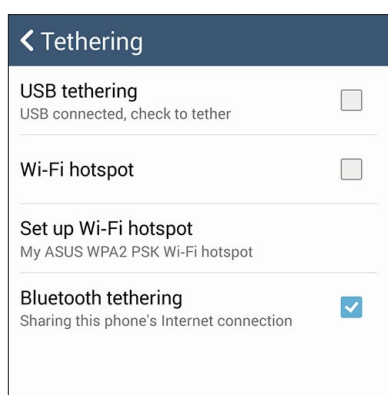 Tethering
USB tethering
USB connected, check to tether
Wi-Fi hotspot
Set up Wi-Fi hotspot
My ASUS WPA2 PSK Wi-Fi hotspot
Bluetooth tethering
Sharing this phone's Internet connection